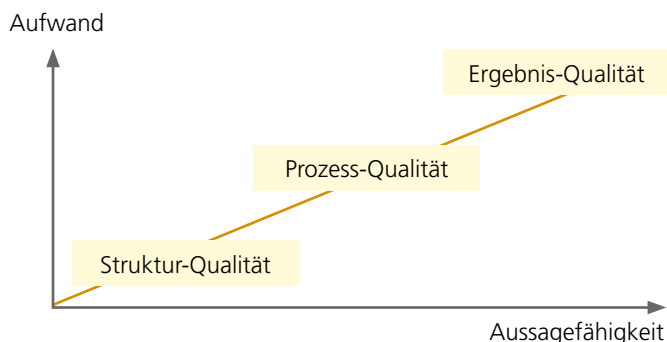 Aufwand
Ergebnis-Qualität
Prozess-Qualität
Struktur-Qualität
Aussagefähigkeit